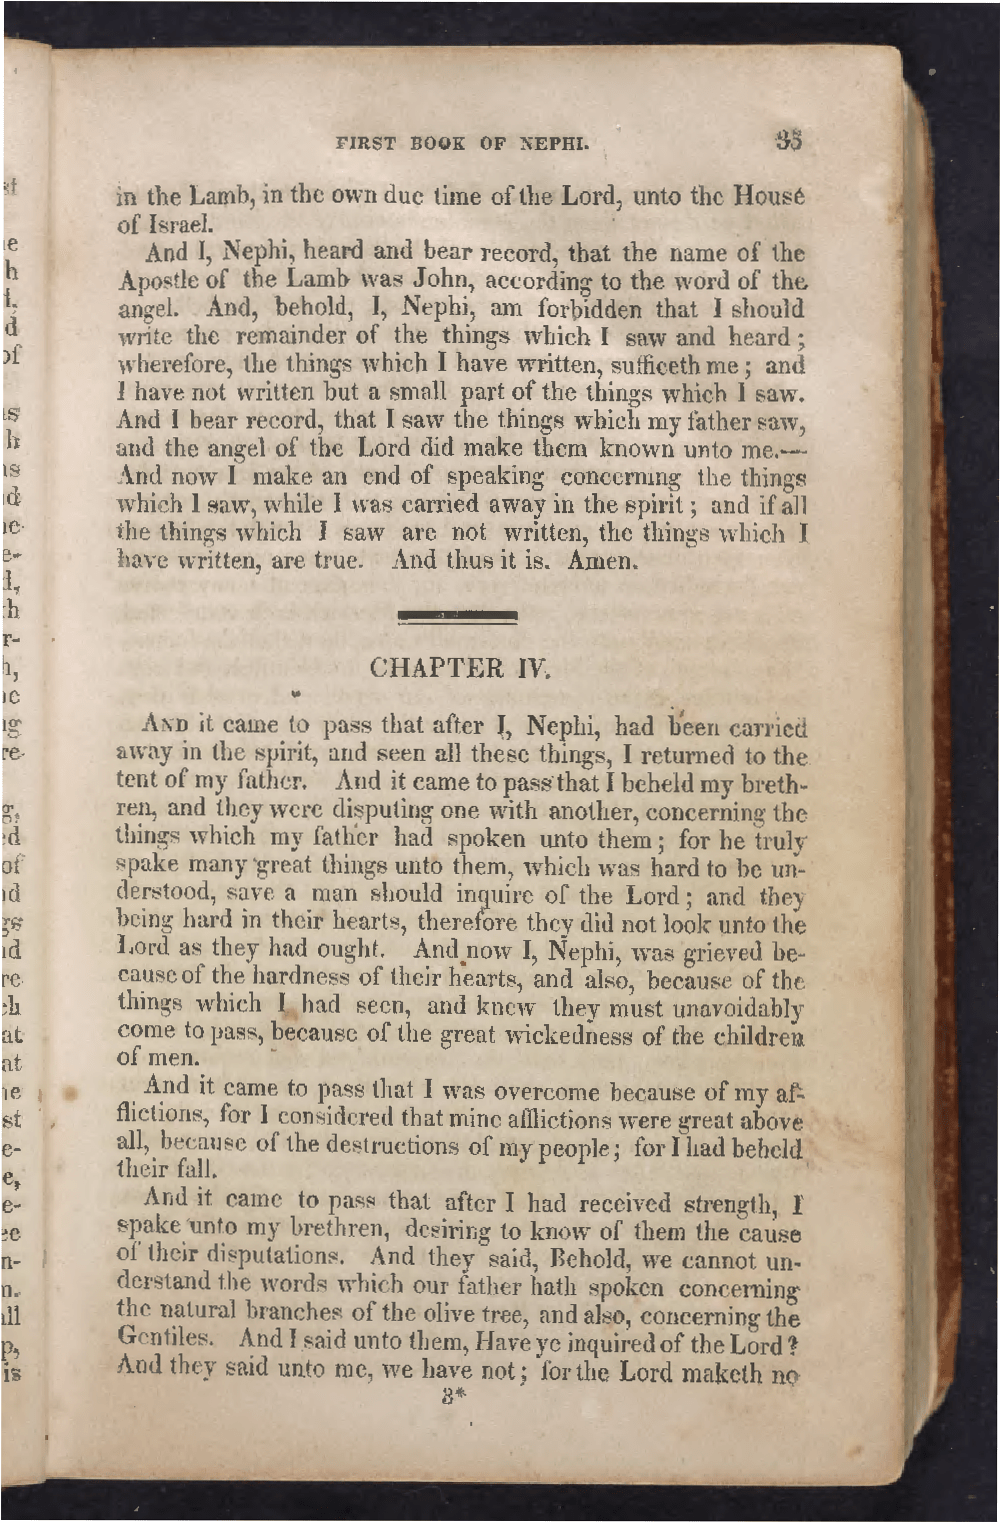 FIRST BOOK OF NEPHI. 35
in the Lamb, in the own due time of the Lord, unto the House
of Israel.
And I, Nephi, heard and bear record, that the name of the
Apostle of the Lamb was John, according to the word of the
angel. And, behold, I, Nephi, am forbidden that I should
write the remainder of the things which I saw and heard;
wherefore, the things which I have written, sufficeth me; and
I have not written but a small part of the things which I saw.
And I bear record, that I saw the things which my father saw,
and the angel of the Lord did make them known unto me.—
And now I make an end of speaking concerning the things
which I saw, while I was carried away in the spirit; and if all
the things which I saw are not written, the things which I
have written, are true. And thus it is. Amen.
CHAPTER IV.
AND it came to pass that after I, Nephi, had been carried
away in the spirit, and seen all these things, I returned to the
tent of my father. And it came to pass that I beheld my breth-
ren, and they were disputing one with another, concerning the
things which my father had spoken unto them; for he truly
spake many great things unto them, which was hard to be un-
derstood, save a man should inquire of the Lord; and they
being hard in their hearts, therefore they did not look unto the
Lord as they had ought. And now I, Nephi, was grieved be-
cause of the hardness of their hearts, and also, because of the
things which I had seen, and knew they must unavoidably
come to pass, because of the great wickedness of the children
of men.
And it came to pass that I was overcome because of my af-
flictions, for I considered that mine afflictions were great above
all, because of the destructions of my people; for I had beheld
their fall.
And it came to pass that after I had received strength, I
spake unto my brethren, desiring to know of them the cause
of their disputations. And they said, Behold, we cannot un-
derstand the words which our father hath spoken concerning
the natural branches of the olive tree, and also, concerning the
Gentiles. And I said unto them, Have ye inquired of the Lord?
And they said unto me, we have not; for the Lord maketh no
3*